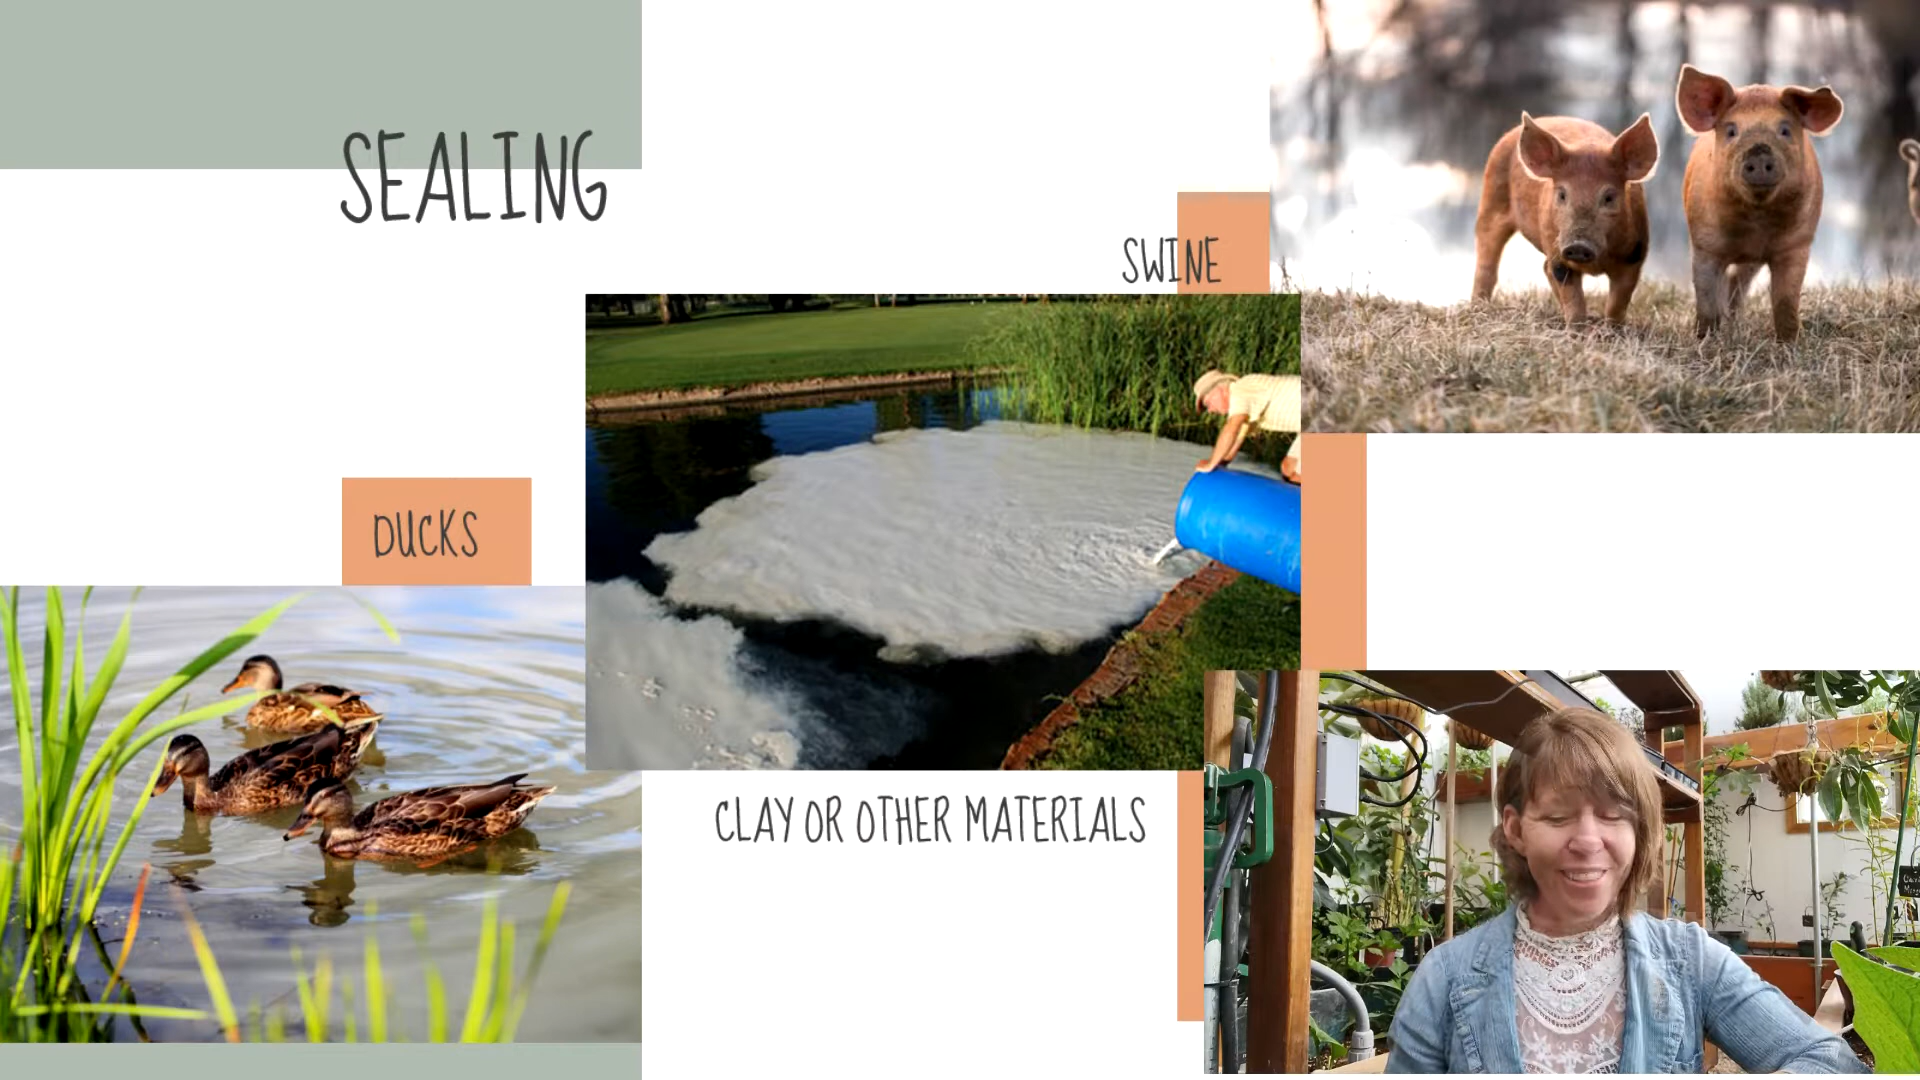 SEALING
SWINE
DUCKS
CLAY OR OTHER MATERIALS